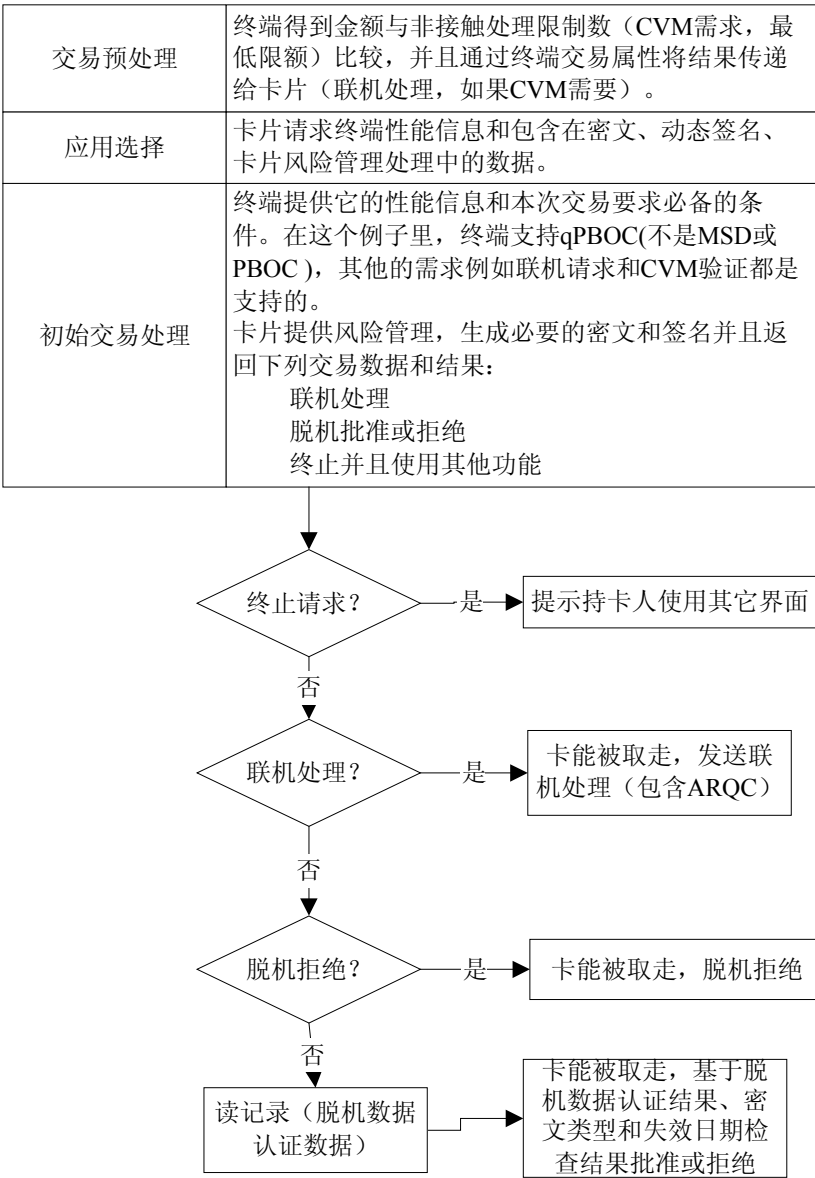 交易预处理
终端得到金额与非接触处理限制数（CVM需求，最
低限额）比较，并且通过终端交易属性将结果传递
给卡片（联机处理，如果CVM需要）。
应用选择
卡片请求终端性能信息和包含在密文、动态签名、
卡片风险管理处理中的数据。
初始交易处理
终端提供它的性能信息和本次交易要求必备的条
件。在这个例子里，终端支持qPBOC(不是MSD或
PBOC )，其他的需求例如联机请求和CVM验证都是
支持的。
卡片提供风险管理，生成必要的密文和签名并且返
回下列交易数据和结果：
联机处理
脱机批准或拒绝
终止并且使用其他功能
终止请求？
是
提示持卡人使用其它界面
否
联机处理？
是
卡能被取走，发送联
机处理（包含ARQC）
否
脱机拒绝？
是
卡能被取走，脱机拒绝
否
读记录（脱机数据
认证数据）
卡能被取走，基于脱
机数据认证结果、密
文类型和失效日期检
查结果批准或拒绝